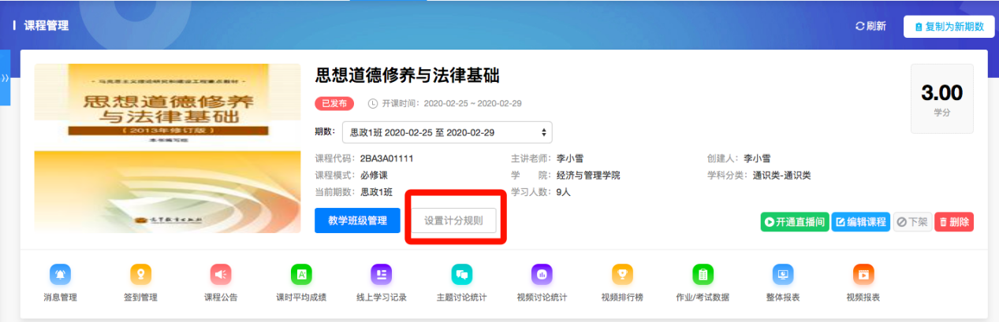 课程管理
刷新
复制为新期数
马克思主义理论研究和建设工程重点教材
思想道德修养
与法律基础
(2013年修订版)
本书编写组
高等教育出版社
思想道德修养与法律基础
已发布
开课时间：2020-02-25 ~ 2020-02-29
3.00
学分
期数：
思政1班 2020-02-25 至 2020-02-29
课程代码：2BA3A01111
主讲老师：李小雪
创建人：李小雪
课程模式：必修课
学 院：经济与管理学院
学科分类：通识类-通识类
当前期数：思政1班
学习人数：9人
教学班级管理
设置计分规则
开通直播间
编辑课程
下架
删除
消息管理
签到管理
课程公告
课时平均成绩
线上学习记录
主题讨论统计
视频讨论统计
视频排行榜
作业/考试数据
整体报表
视频报表